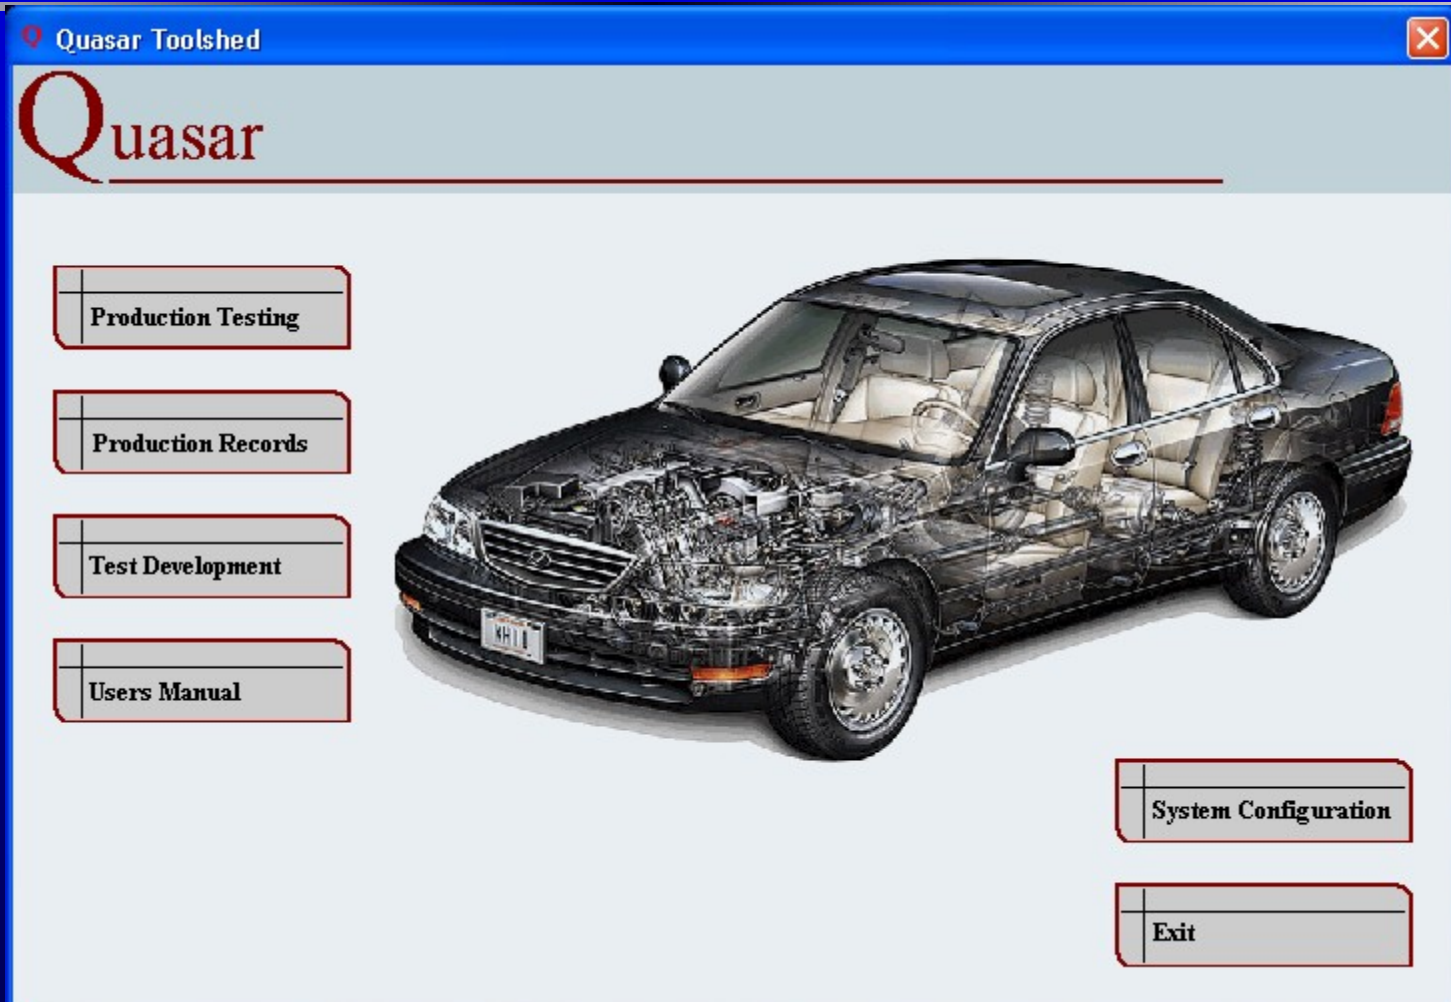 Quasar Toolshed
Quasar
Production Testing
Production Records
Test Development
Users Manual
System Configuration
Exit